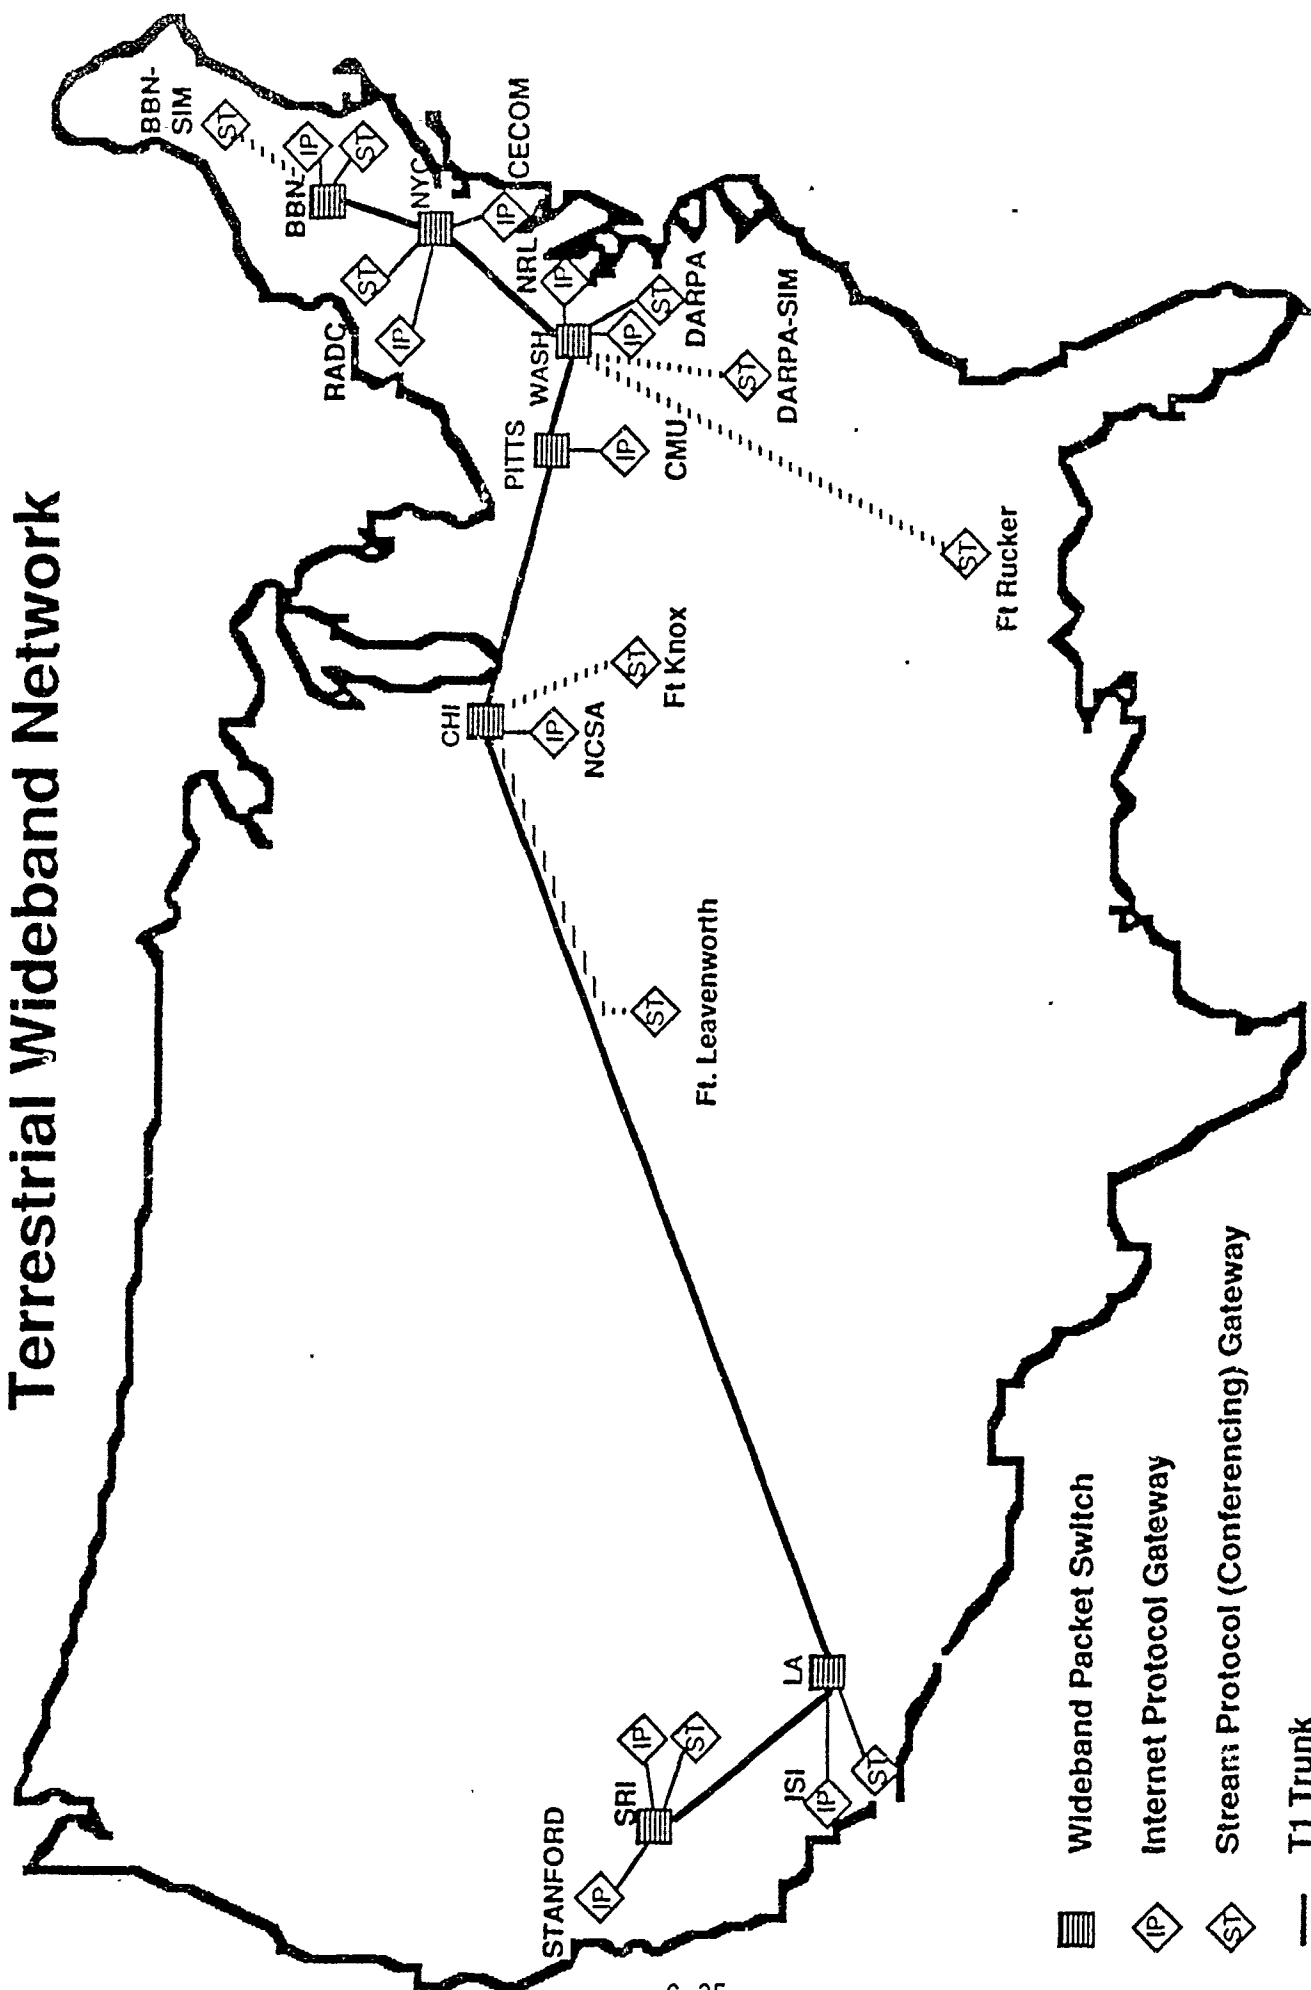 Terrestrial Wideband Network
BBN-
SIM
ST
IP
ST
BBN-
NYC
CECOM
IP
ST
IP
RADC
NRL
IP
WASH
IP
ST
DARPA
ST
DARPA-SIM
PITTS
IP
CMU
ST
Ft Rucker
CHI
IP
NCSA
ST
Ft Knox
ST
Ft. Leavenworth
LA
ISI
IP
ST
SRI
IP
ST
STANFORD
IP
Wideband Packet Switch
IP
Internet Protocol Gateway
ST
Stream Protocol (Conferencing) Gateway
T1 Trunk